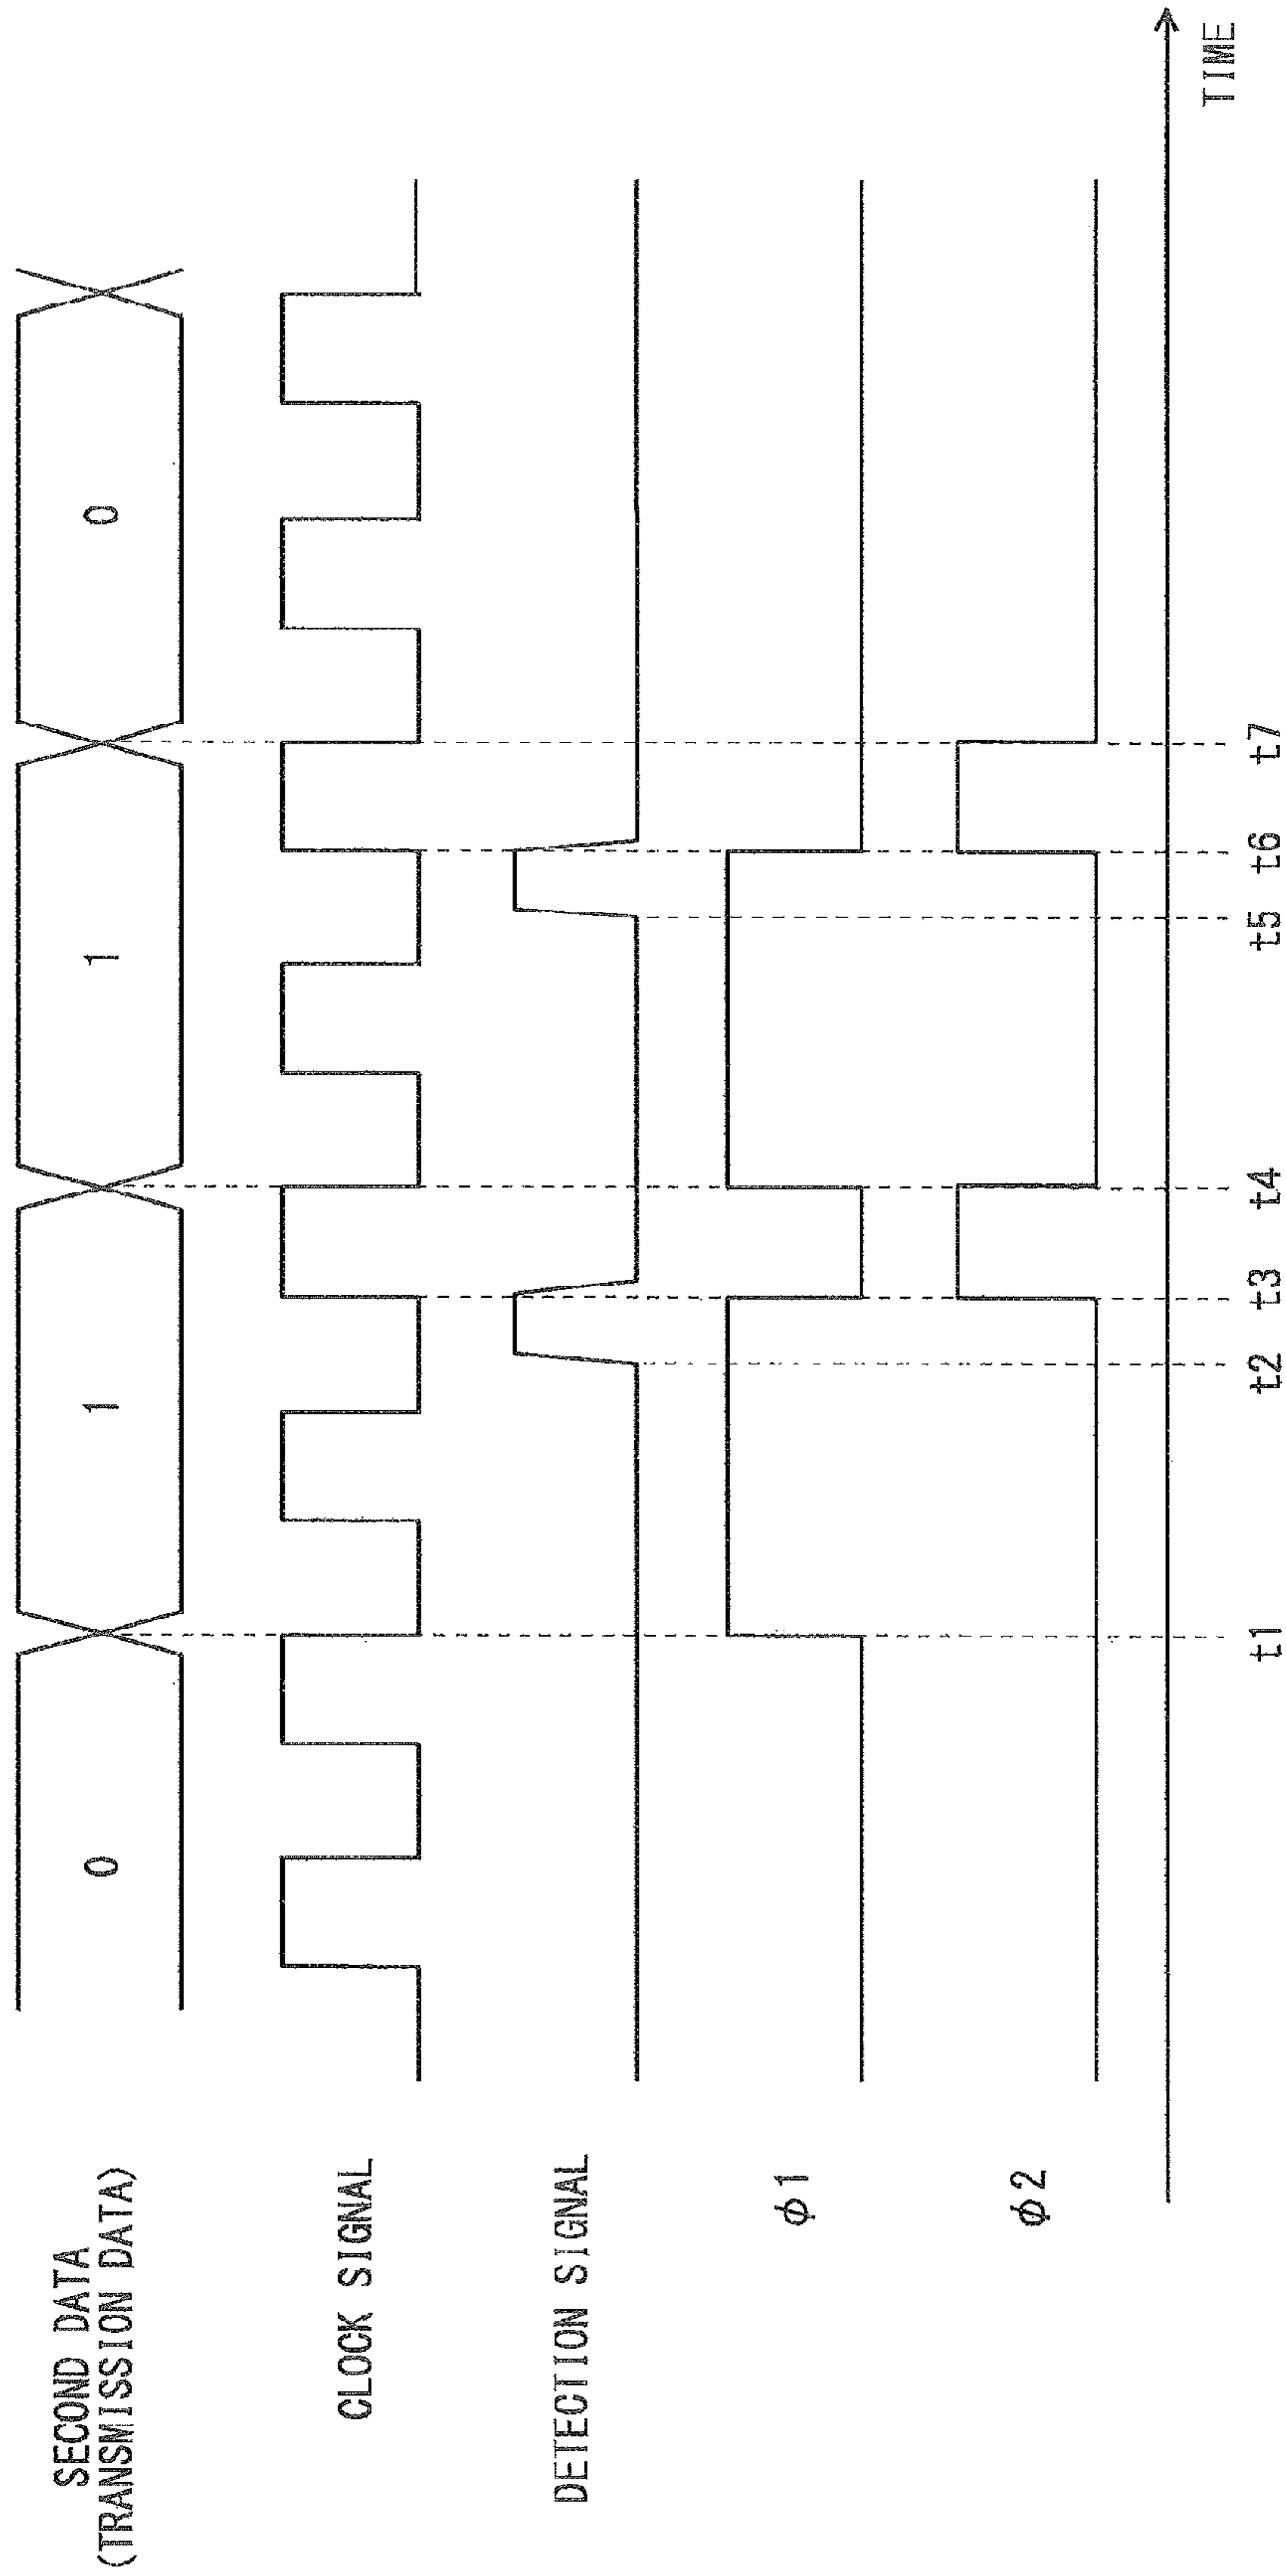 SECOND DATA
(TRANSMISSION DATA)
0
1
1
0
CLOCK SIGNAL
DETECTION SIGNAL
φ1
φ2
t1
t2
t3
t4
t5
t6
t7
TIME